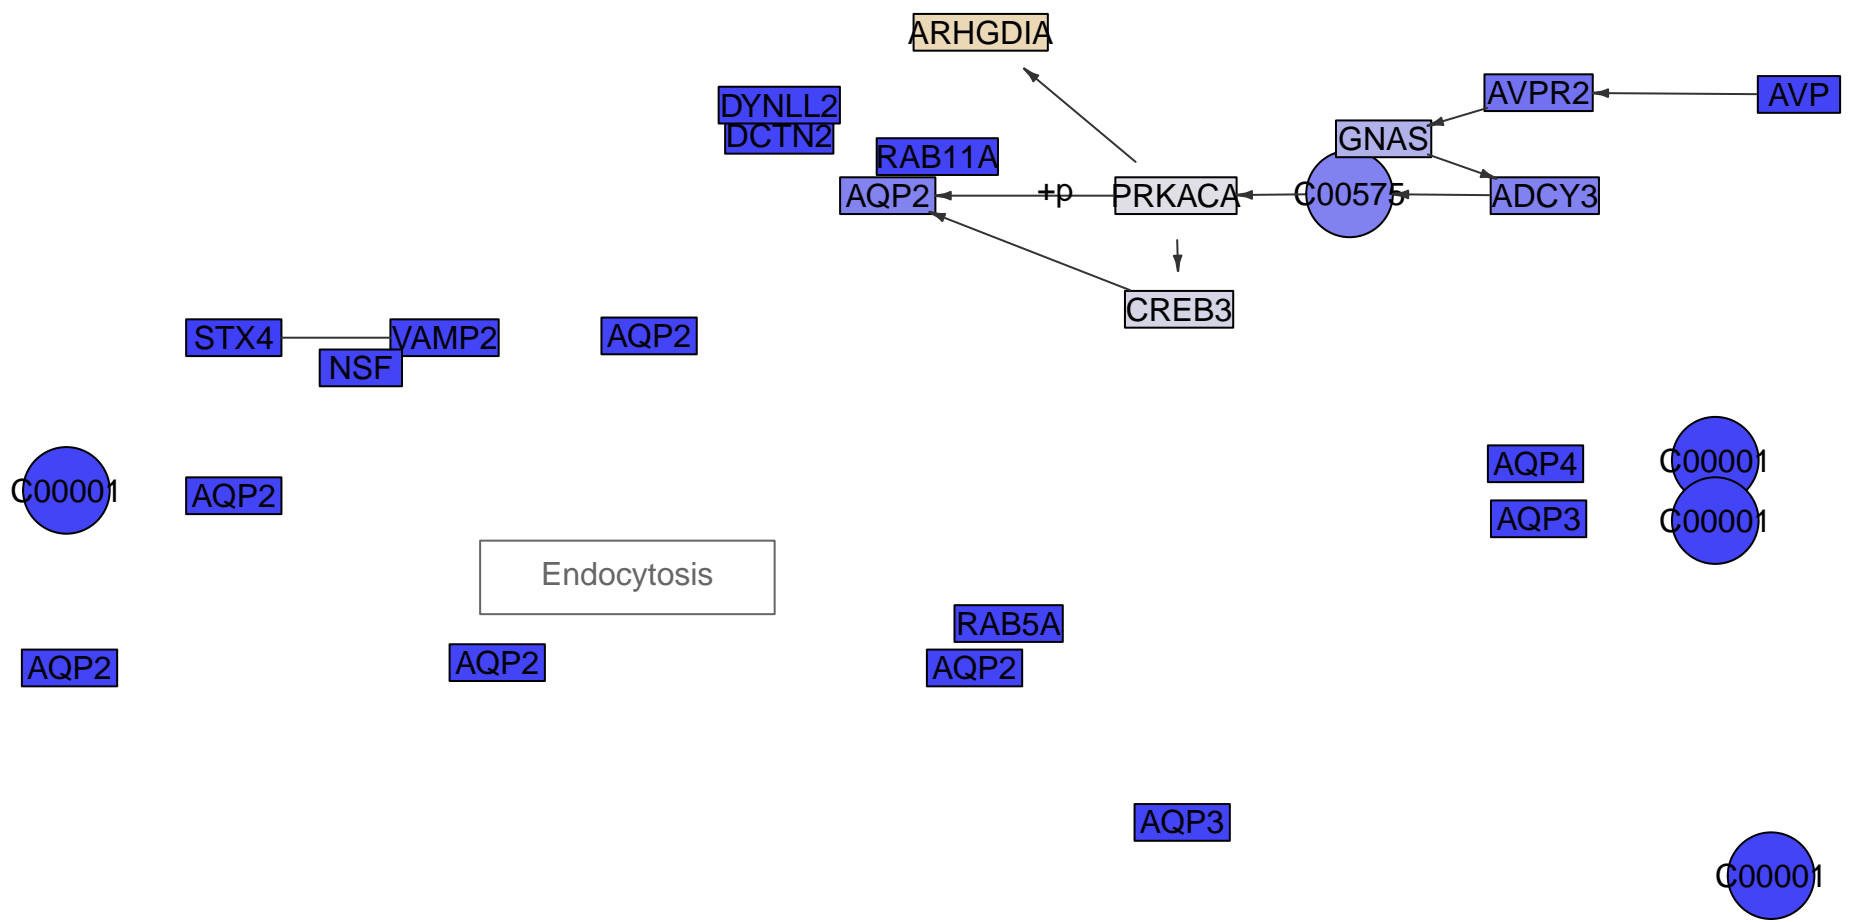 ARHGDIA
AVPR2
AVP
DYNLL2
DCTN2
GNAS
RAB11A
AQP2
+p
PRKACA
C00575
ADCY3
CREB3
STX4
VAMP2
AQP2
NSF
AQP4
C00001
C00001
AQP2
AQP3
C00001
Endocytosis
RAB5A
AQP2
AQP2
AQP2
AQP3
C00001